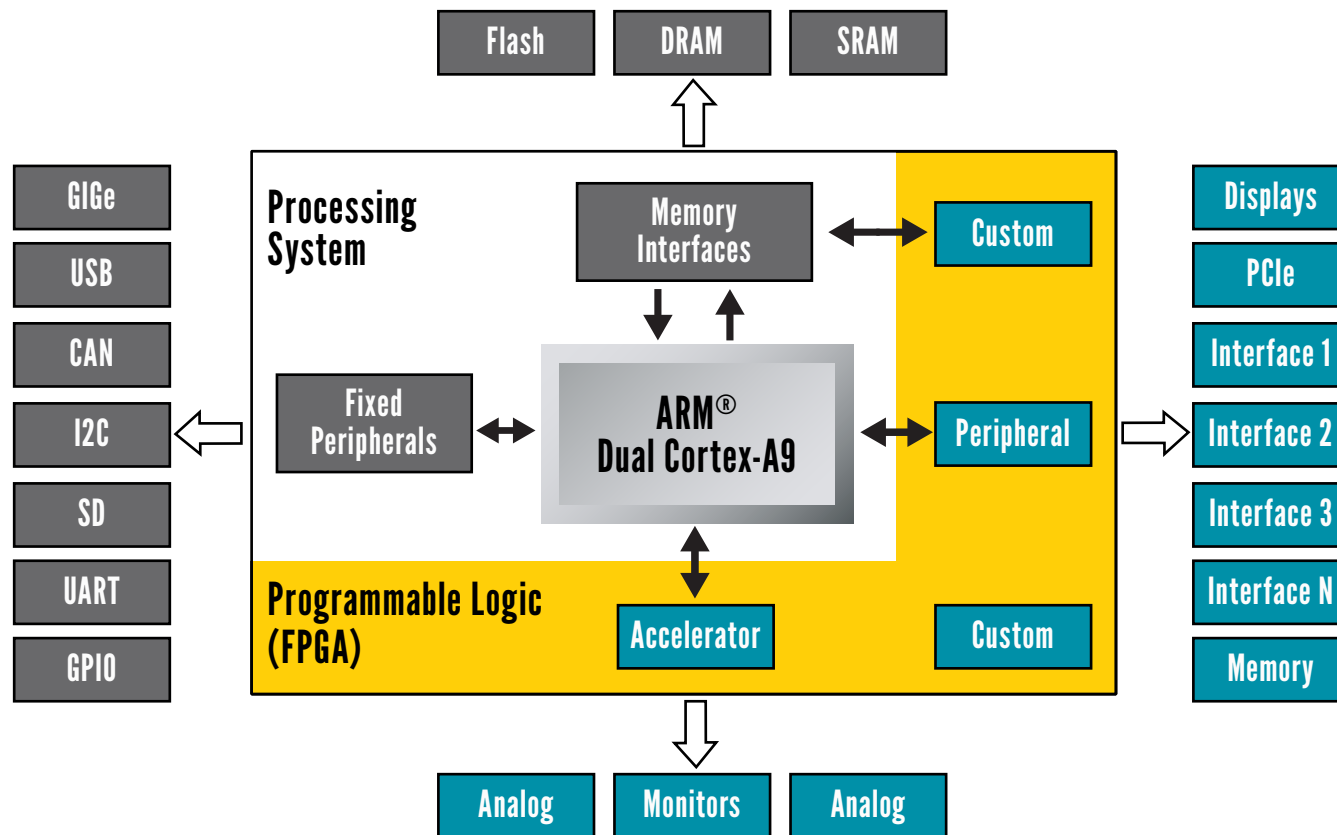 Flash
DRAM
SRAM
GIGe
USB
CAN
I2C
SD
UART
GPIO
Processing
System
Memory
Interfaces
Custom
Fixed
Peripherals
ARM®
Dual Cortex-A9
Peripheral
Programmable Logic
(FPGA)
Accelerator
Custom
Displays
PCIe
Interface 1
Interface 2
Interface 3
Interface N
Memory
Analog
Monitors
Analog